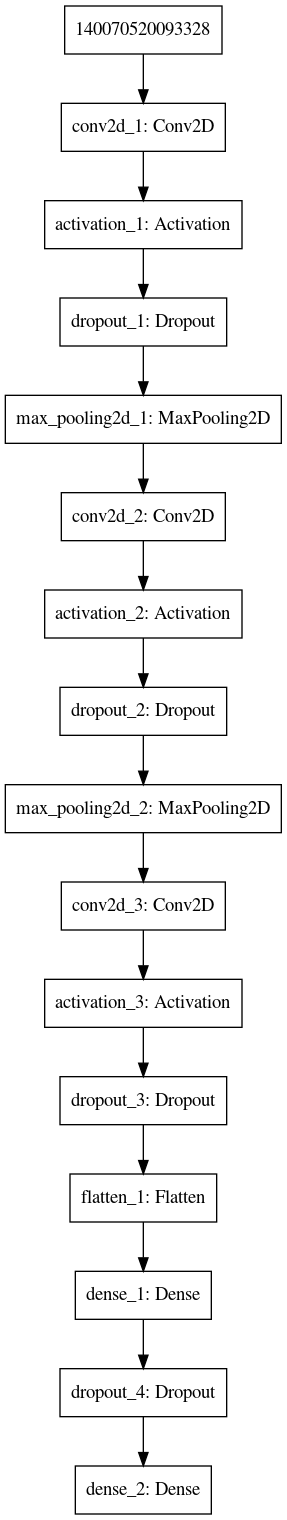 140070520093328
conv2d_1: Conv2D
activation_1: Activation
dropout_1: Dropout
max_pooling2d_1: MaxPooling2D
conv2d_2: Conv2D
activation_2: Activation
dropout_2: Dropout
max_pooling2d_2: MaxPooling2D
conv2d_3: Conv2D
activation_3: Activation
dropout_3: Dropout
flatten_1: Flatten
dense_1: Dense
dropout_4: Dropout
dense_2: Dense